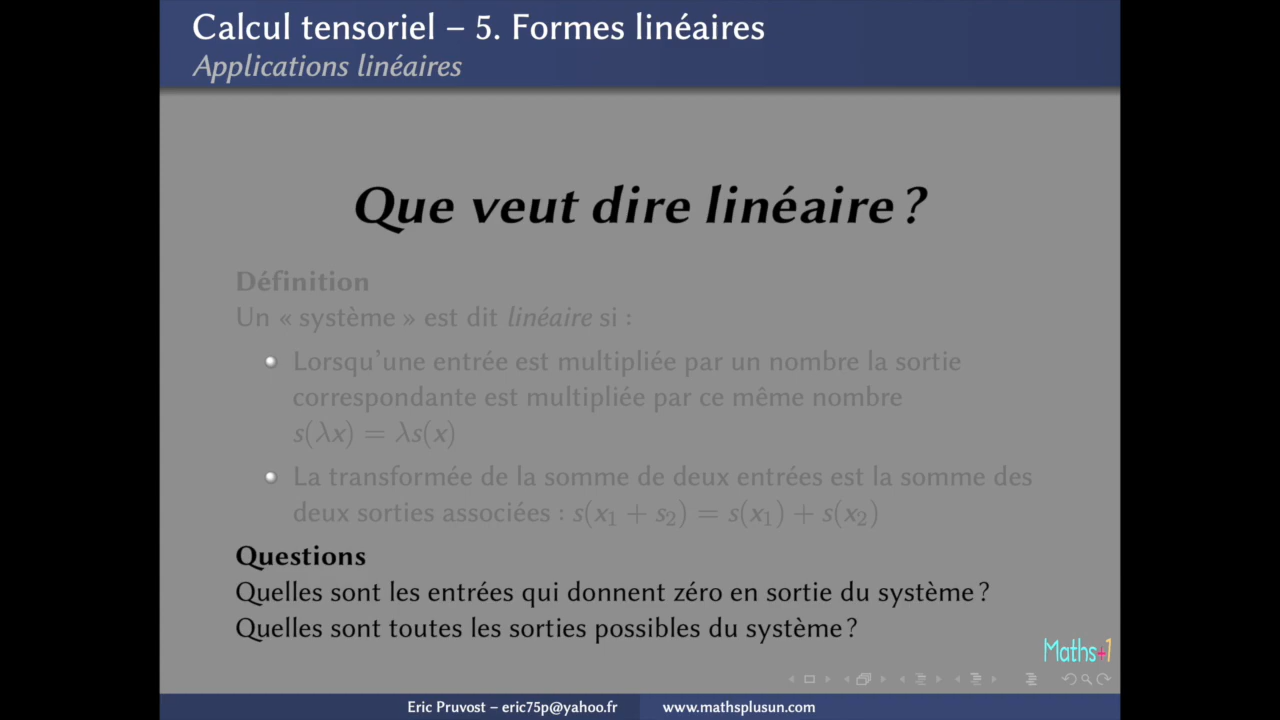 Calcul tensoriel – 5. Formes linéaires
Applications linéaires
Que veut dire linéaire ?
Définition
Un « système » est dit linéaire si :
Lorsqu'une entrée est multipliée par un nombre la sortie
correspondante est multipliée par ce même nombre
s(λx) = λs(x)
La transformée de la somme de deux entrées est la somme des
deux sorties associées : s(x₁ + s₂) = s(x₁) + s(x₂)
Questions
Quelles sont les entrées qui donnent zéro en sortie du système ?
Quelles sont toutes les sorties possibles du système ?
Maths+1
Eric Pruvost – eric75p@yahoo.fr www.mathsplusun.com